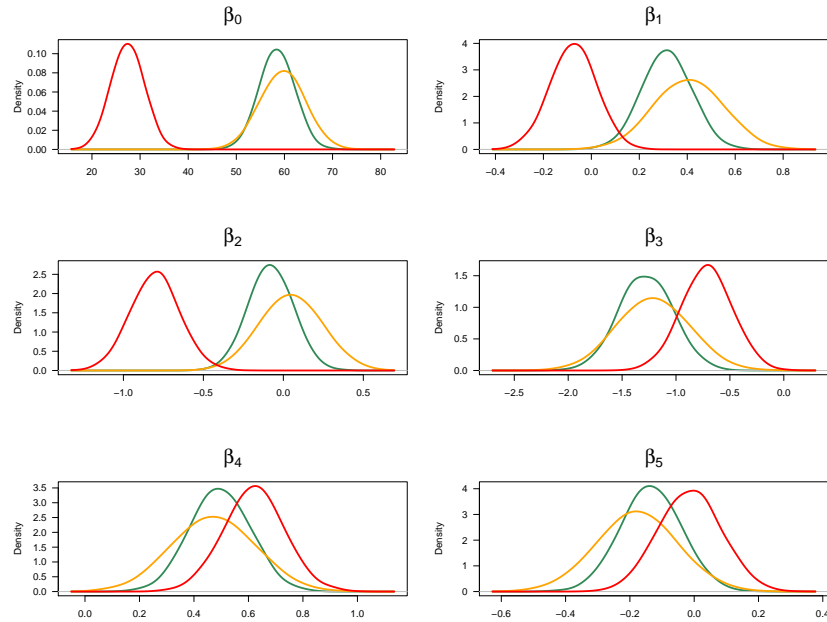 β₀
Density
0.00
0.02
0.04
0.06
0.08
0.10
20 30 40 50 60 70 80
β₁
Density
0
1
2
3
4
−0.4 −0.2 0.0 0.2 0.4 0.6 0.8
β₂
Density
0.0
0.5
1.0
1.5
2.0
2.5
−1.0 −0.5 0.0 0.5
β₃
Density
0.0
0.5
1.0
1.5
−2.5 −2.0 −1.5 −1.0 −0.5 0.0
β₄
Density
0.0
0.5
1.0
1.5
2.0
2.5
3.0
3.5
0.0 0.2 0.4 0.6 0.8 1.0
β₅
Density
0
1
2
3
4
−0.6 −0.4 −0.2 0.0 0.2 0.4